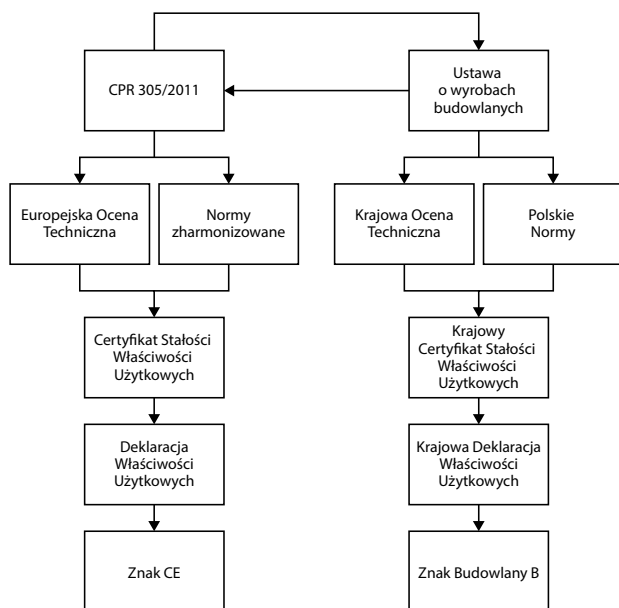 CPR 305/2011
Ustawa
o wyrobach
budowlanych
Europejska Ocena
Techniczna
Normy
zharmonizowane
Krajowa Ocena
Techniczna
Polskie
Normy
Certyfikat Stałości
Właściwości
Użytkowych
Krajowy
Certyfikat Stałości
Właściwości
Użytkowych
Deklaracja
Właściwości
Użytkowych
Krajowa Deklaracja
Właściwości
Użytkowych
Znak CE
Znak Budowlany B